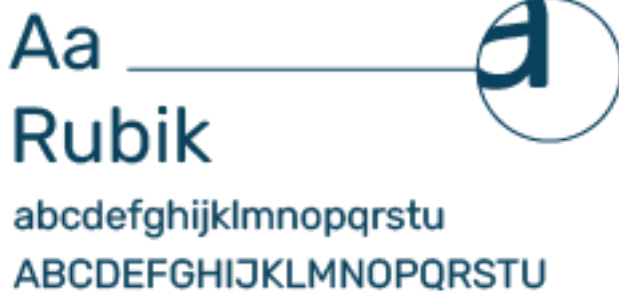 Aa
a
Rubik
abcdefghijklmnopqrstu
ABCDEFGHIJKLMNOPQRSTU